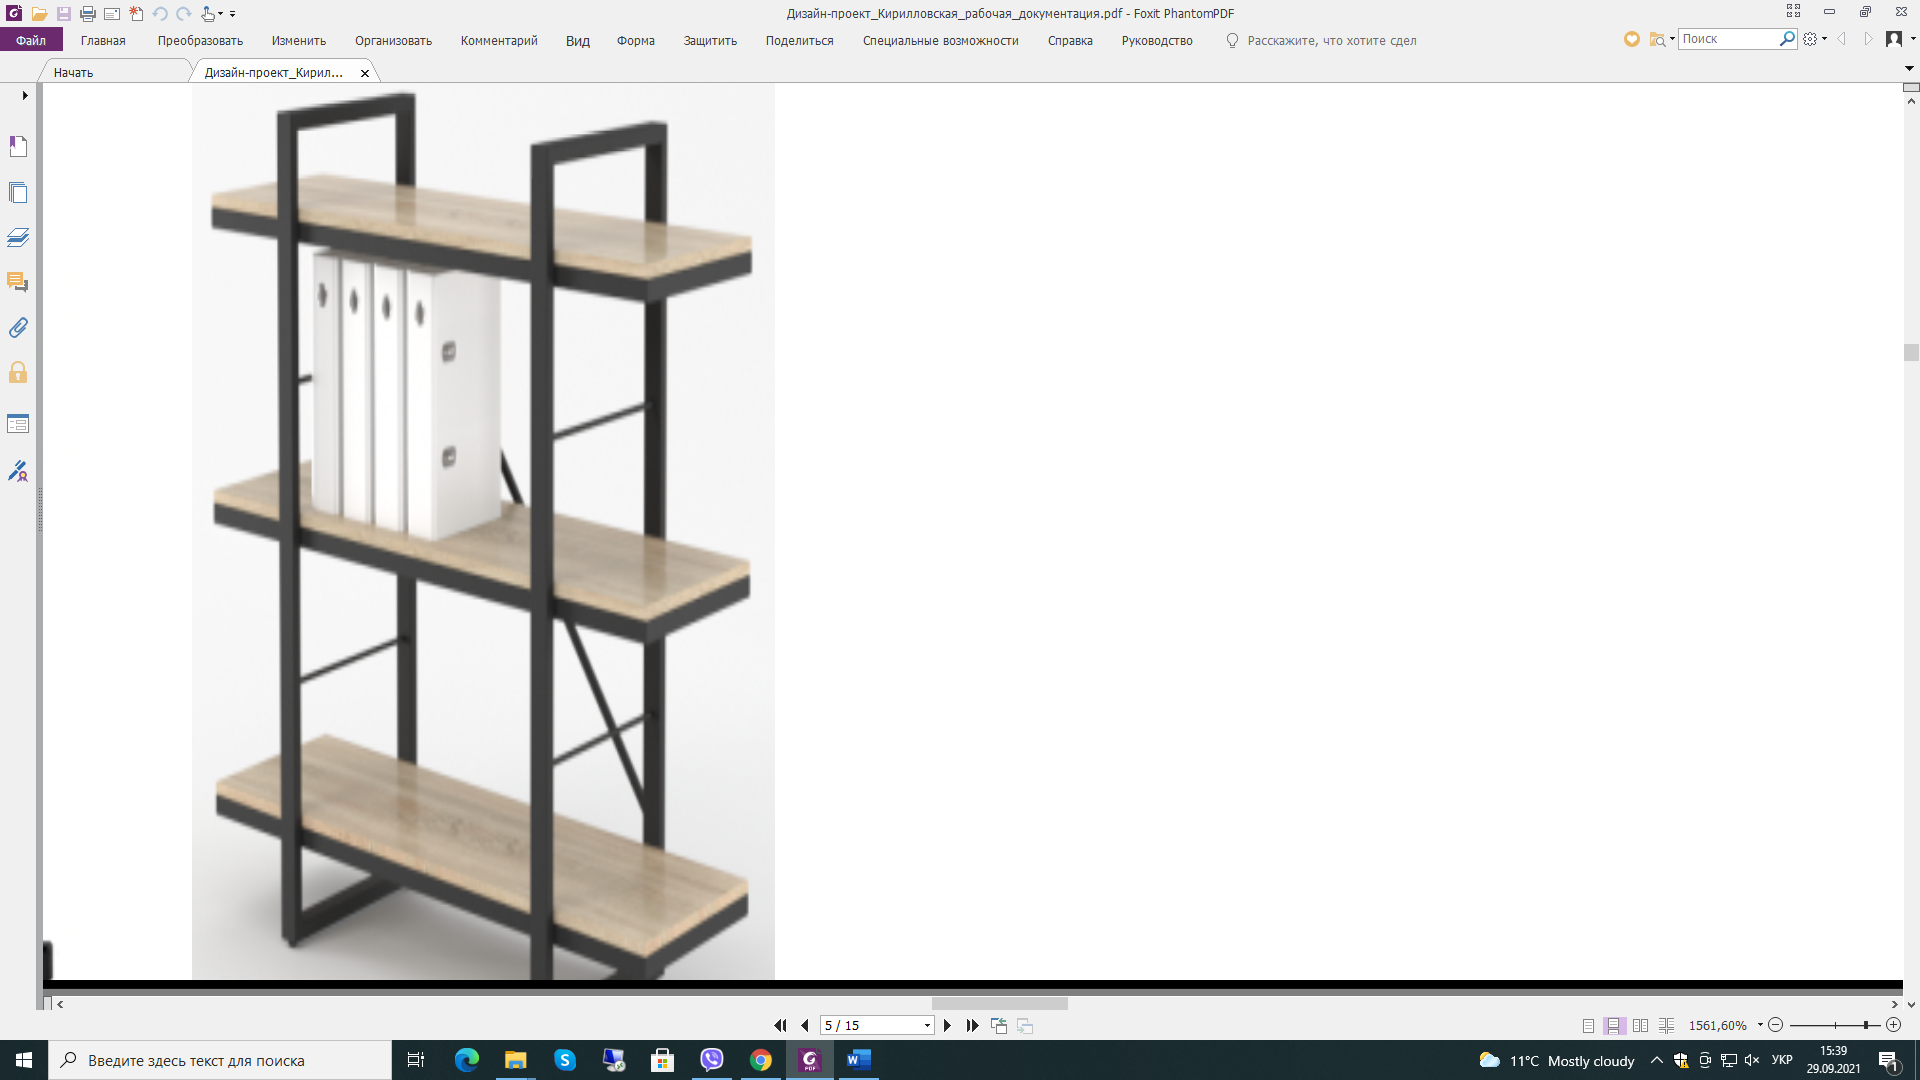 Дизайн-проект_Кирилловская_рабочая_документация.pdf - Foxit PhantomPDF
Файл Главная Преобразовать Изменить Организовать Комментарий Вид Форма Защитить Поделиться Специальные возможности Справка Руководство Расскажите, что хотите сдел Поиск
Начать Дизайн-проект_Кирил...
5 / 15 1561,60%
Введите здесь текст для поиска 11°C Mostly cloudy УКР 15:39
29.09.2021 1